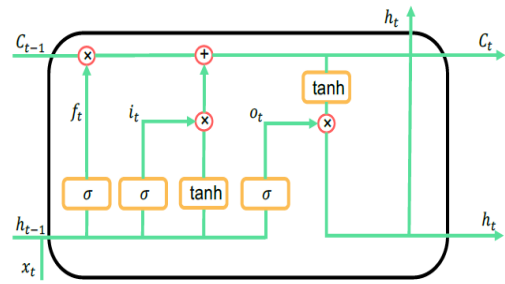 h_t
C_{t-1}
×
+
C_t
tanh
f_t
i_t
×
o_t
×
σ
σ
tanh
σ
h_{t-1}
h_t
x_t